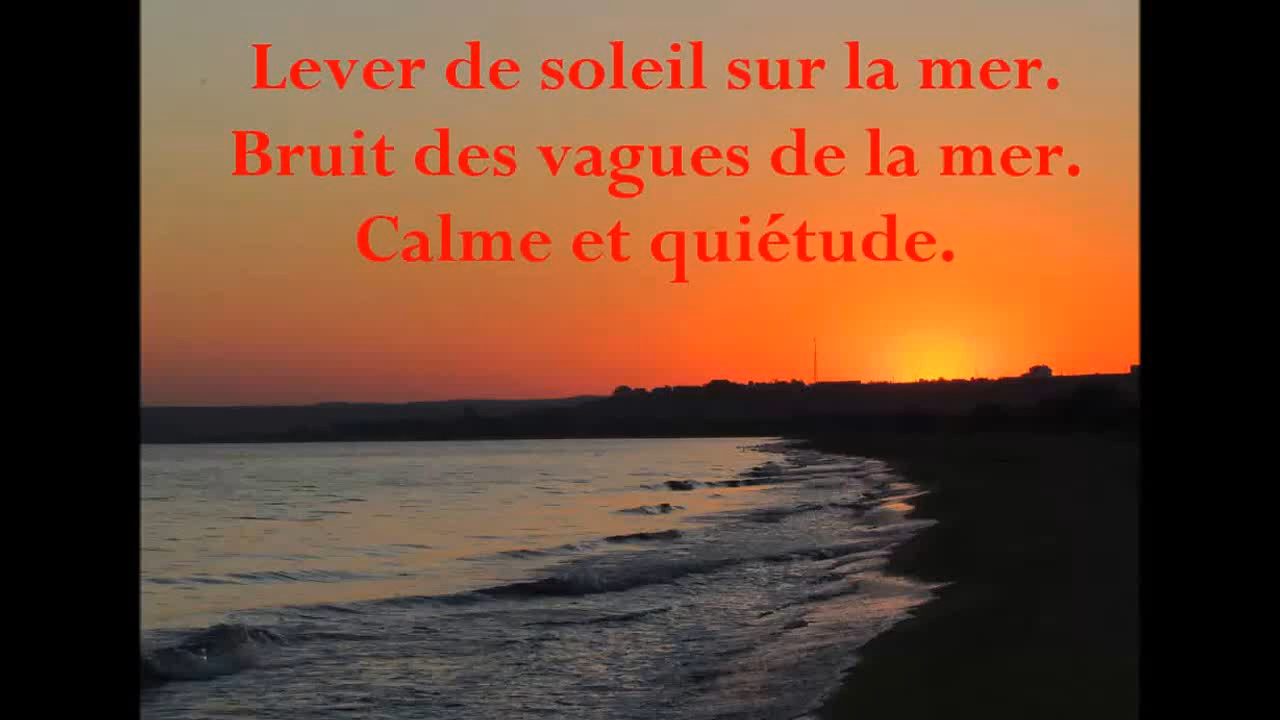 Lever de soleil sur la mer.
Bruit des vagues de la mer.
Calme et quiétude.